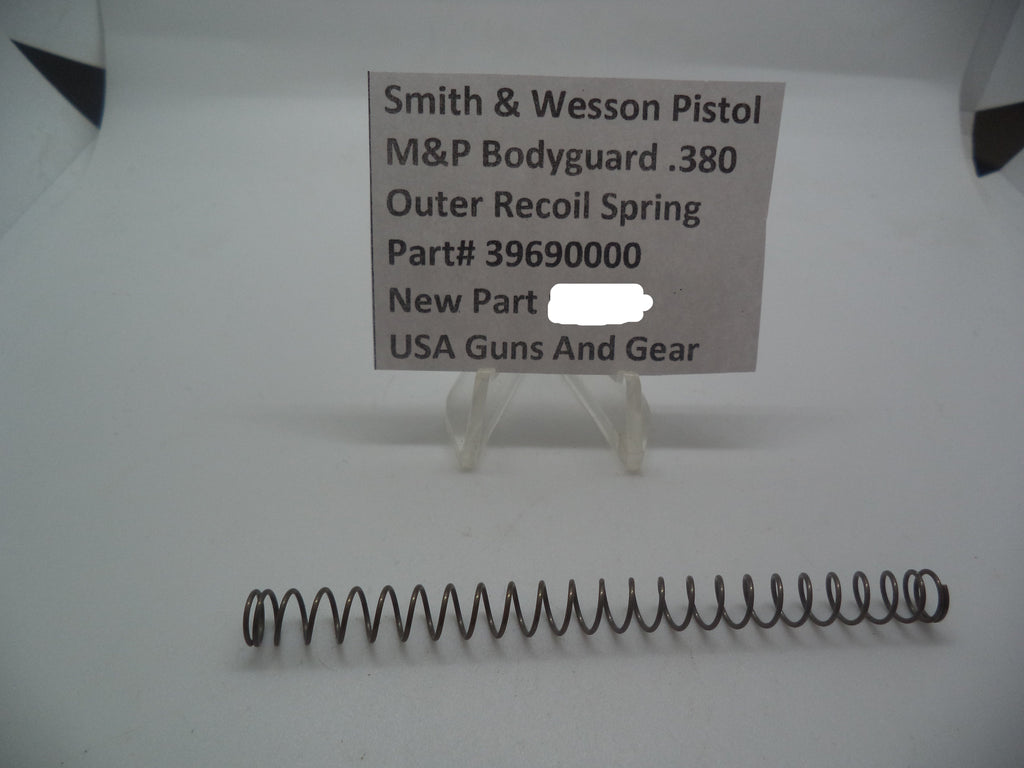 Smith & Wesson Pistol
M&P Bodyguard .380
Outer Recoil Spring
Part# 39690000
New Part
USA Guns And Gear